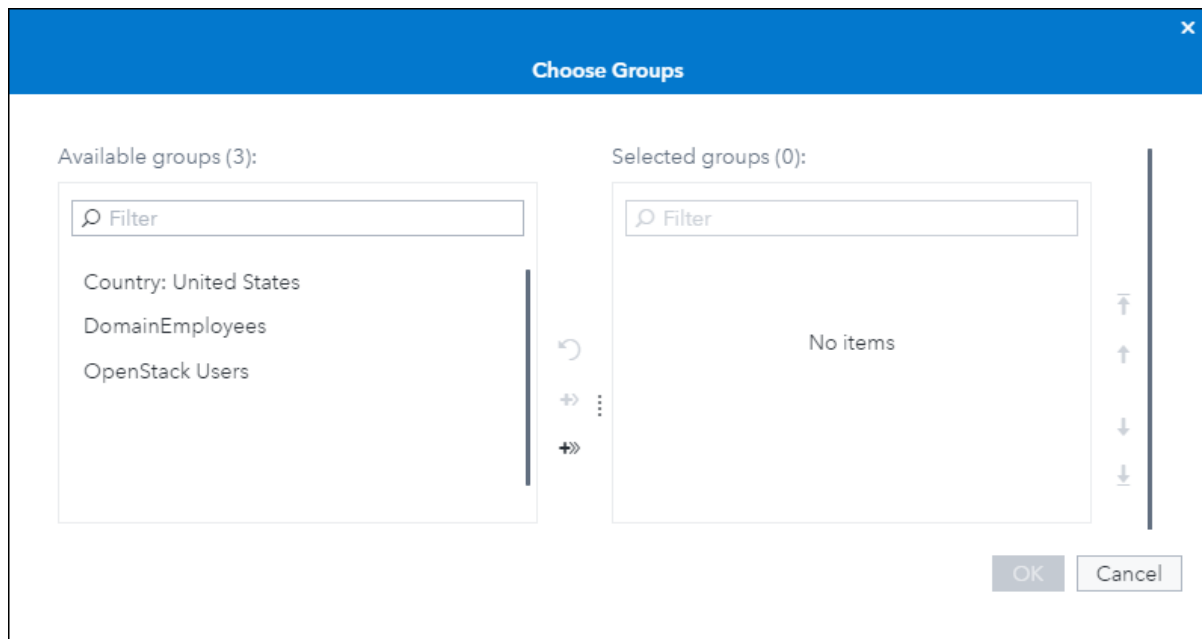 Choose Groups
Available groups (3):
Selected groups (0):
Filter
Filter
Country: United States
DomainEmployees
OpenStack Users
No items
OK
Cancel